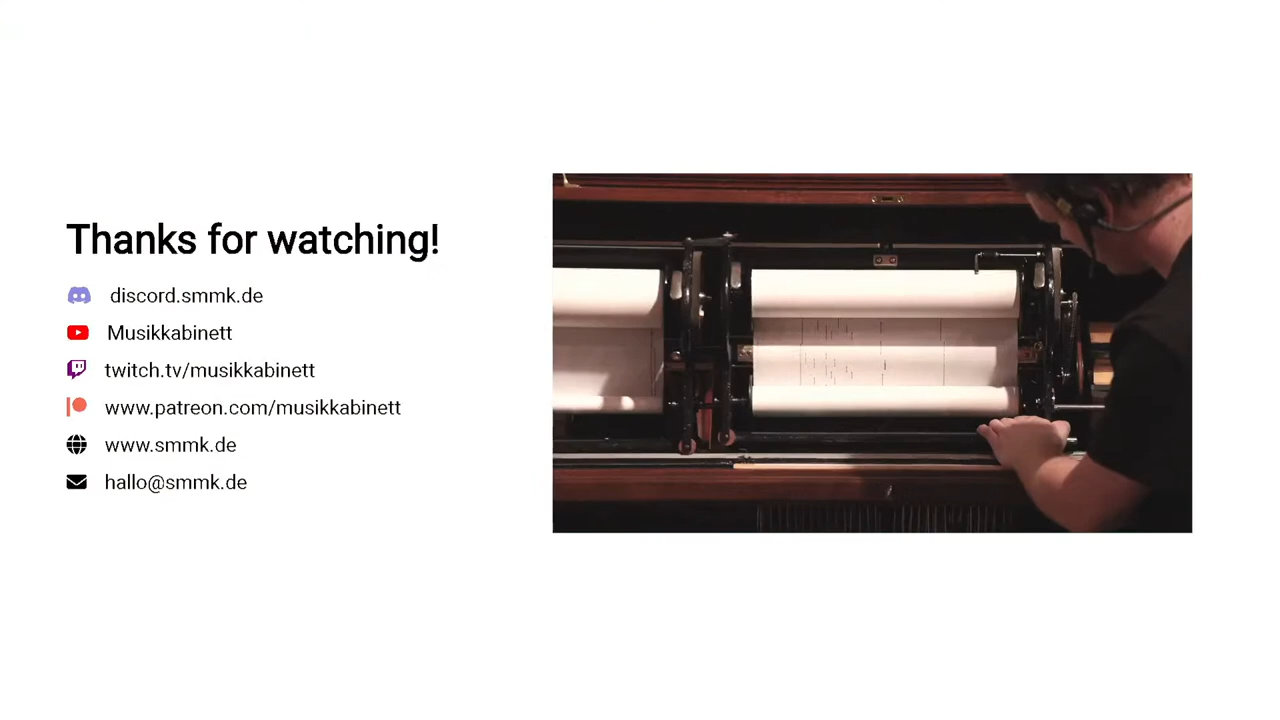 Thanks for watching!
discord.smmk.de
Musikkabinett
twitch.tv/musikkabinett
www.patreon.com/musikkabinett
www.smmk.de
hallo@smmk.de